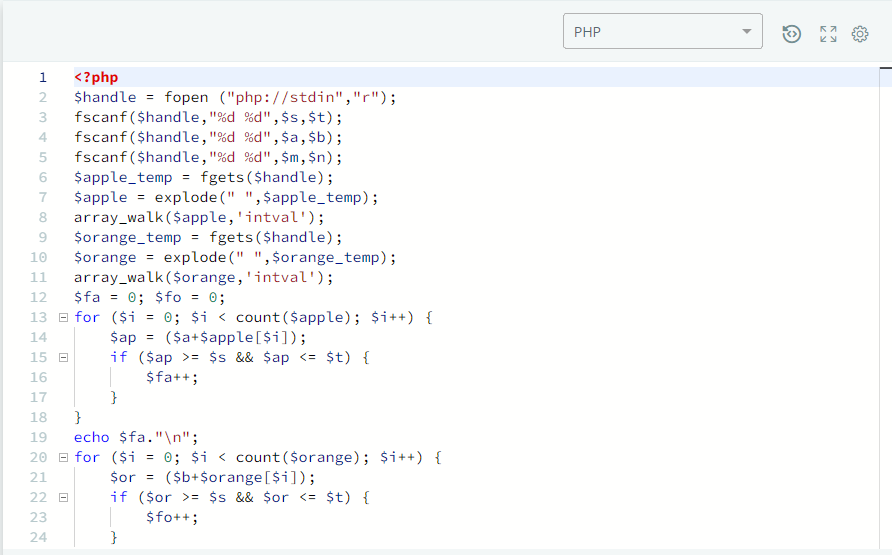 PHP
1 <?php
2 $handle = fopen ("php://stdin","r");
3 fscanf($handle,"%d %d",$s,$t);
4 fscanf($handle,"%d %d",$a,$b);
5 fscanf($handle,"%d %d",$m,$n);
6 $apple_temp = fgets($handle);
7 $apple = explode(" ",$apple_temp);
8 array_walk($apple,'intval');
9 $orange_temp = fgets($handle);
10 $orange = explode(" ",$orange_temp);
11 array_walk($orange,'intval');
12 $fa = 0; $fo = 0;
13 for ($i = 0; $i < count($apple); $i++) {
14     $ap = ($a+$apple[$i]);
15     if ($ap >= $s && $ap <= $t) {
16         $fa++;
17     }
18 }
19 echo $fa."\n";
20 for ($i = 0; $i < count($orange); $i++) {
21     $or = ($b+$orange[$i]);
22     if ($or >= $s && $or <= $t) {
23         $fo++;
24     }